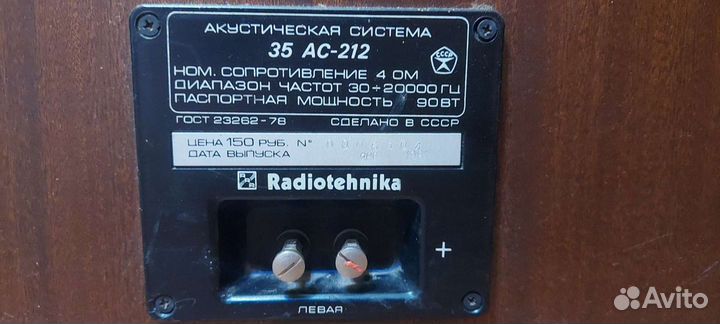 АКУСТИЧЕСКАЯ СИСТЕМА
35 АС-212
СССР
НОМ. СОПРОТИВЛЕНИЕ 4 ОМ
ДИАПАЗОН ЧАСТОТ 30÷20000 ГЦ
ПАСПОРТНАЯ МОЩНОСТЬ 90 ВТ
ГОСТ 23262-78 СДЕЛАНО В СССР
ЦЕНА 150 РУБ. №
ДАТА ВЫПУСКА
Radiotehnika
+
ЛЕВАЯ
Avito